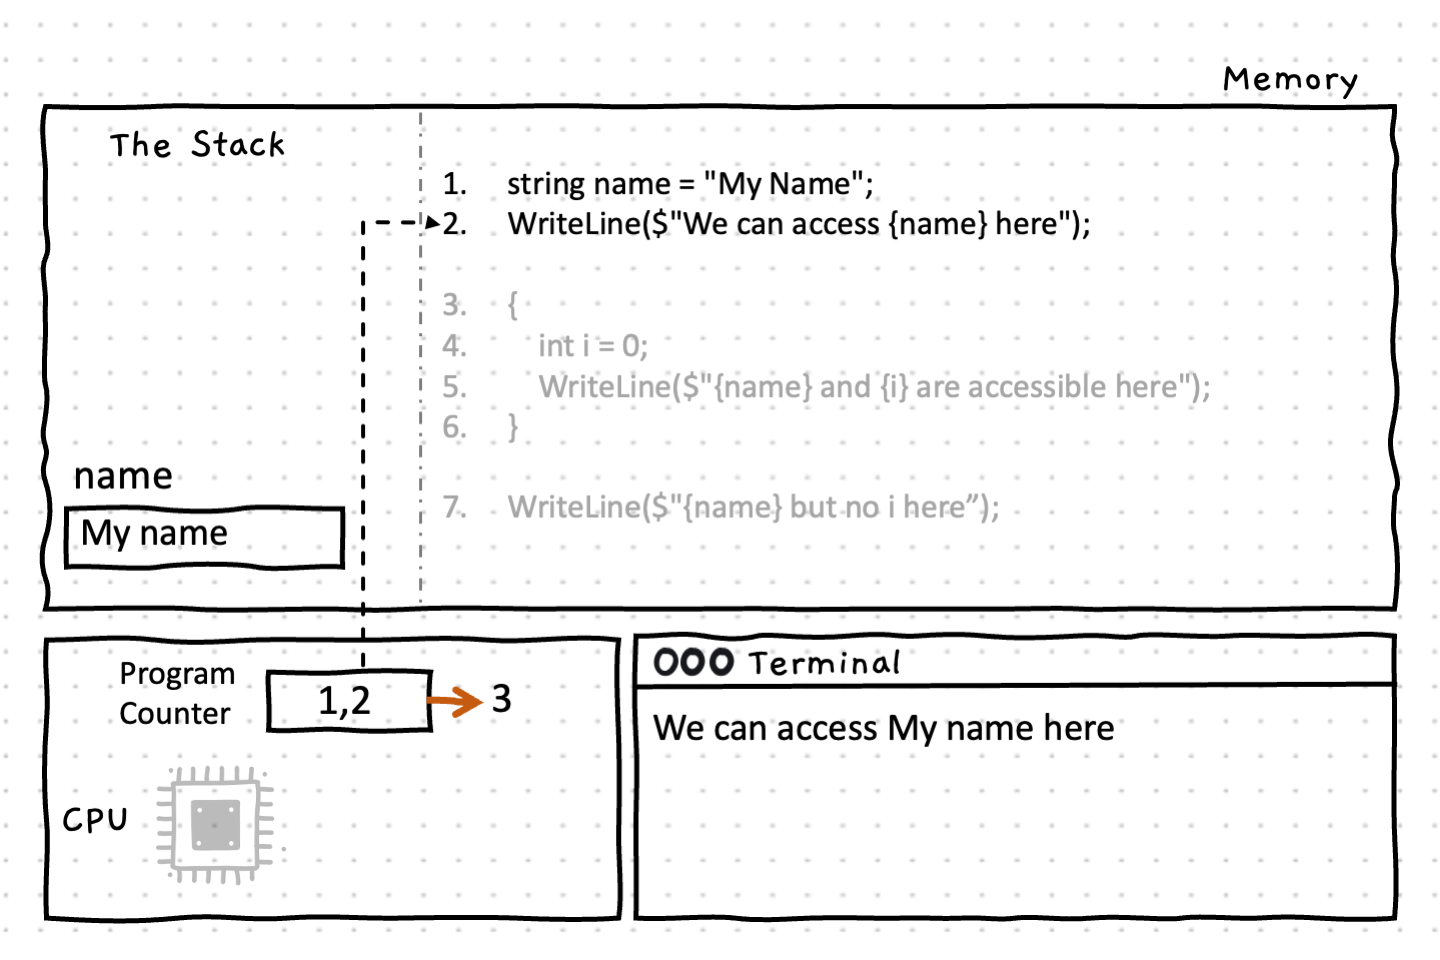 Memory
The Stack
1. string name = "My Name";
2. WriteLine($"We can access {name} here");
3. {
4. int i = 0;
5. WriteLine($"{name} and {i} are accessible here");
6. }
7. WriteLine($"{name} but no i here”);
name
My name
Program
Counter
1,2
3
CPU
Terminal
We can access My name here